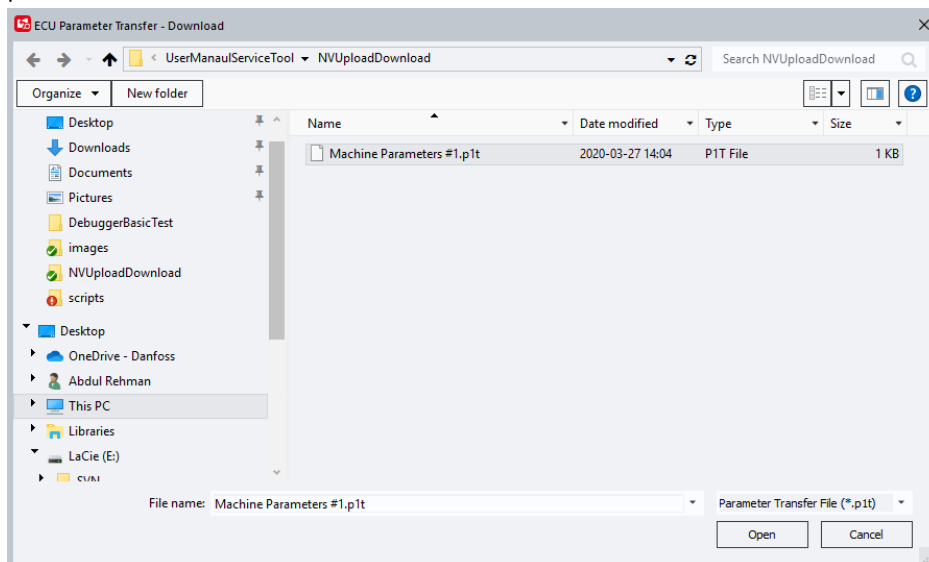 ECU Parameter Transfer - Download
UserManaulServiceTool NVUploadDownload
Search NVUploadDownload
Organize New folder
Name Date modified Type Size
Desktop
Downloads
Documents
Pictures
DebuggerBasicTest
images
NVUploadDownload
scripts
Desktop
OneDrive - Danfoss
Abdul Rehman
This PC
Libraries
LaCie (E:)
SVN
Machine Parameters #1.p1t 2020-03-27 14:04 P1T File 1 KB
File name: Machine Parameters #1.p1t Parameter Transfer File (*.p1t)
Open Cancel